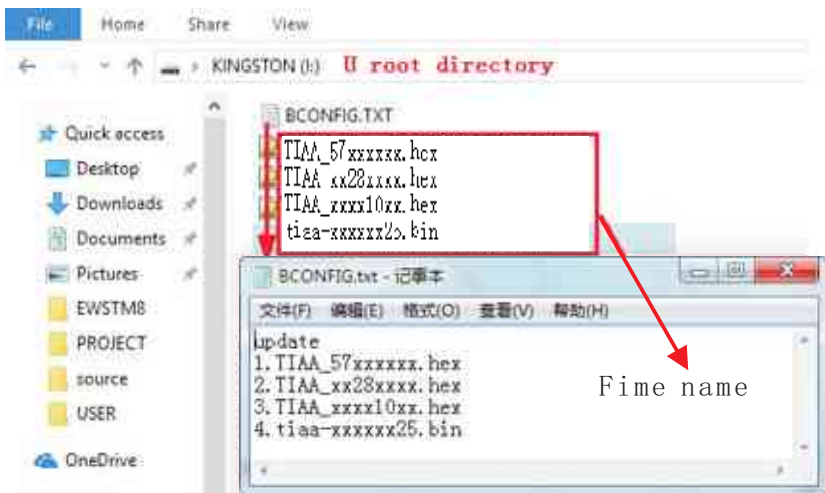 File Home Share View
KINGSTON (I:) U root directory
Quick access
Desktop
Downloads
Documents
Pictures
EWSTM8
PROJECT
source
USER
OneDrive
BCONFIG.TXT
TIAA_57xxxxxx.hex
TIAA_xx28xxxx.hex
TIAA_xxxx10xx.hex
tiaa-xxxxxx25.bin
BCONFIG.txt - 记事本
文件(F) 编辑(E) 格式(O) 查看(V) 帮助(H)
update
1.TIAA_57xxxxxx.hex
2.TIAA_xx28xxxx.hex
3.TIAA_xxxx10xx.hex
4.tiaa-xxxxxx25.bin
Fime name